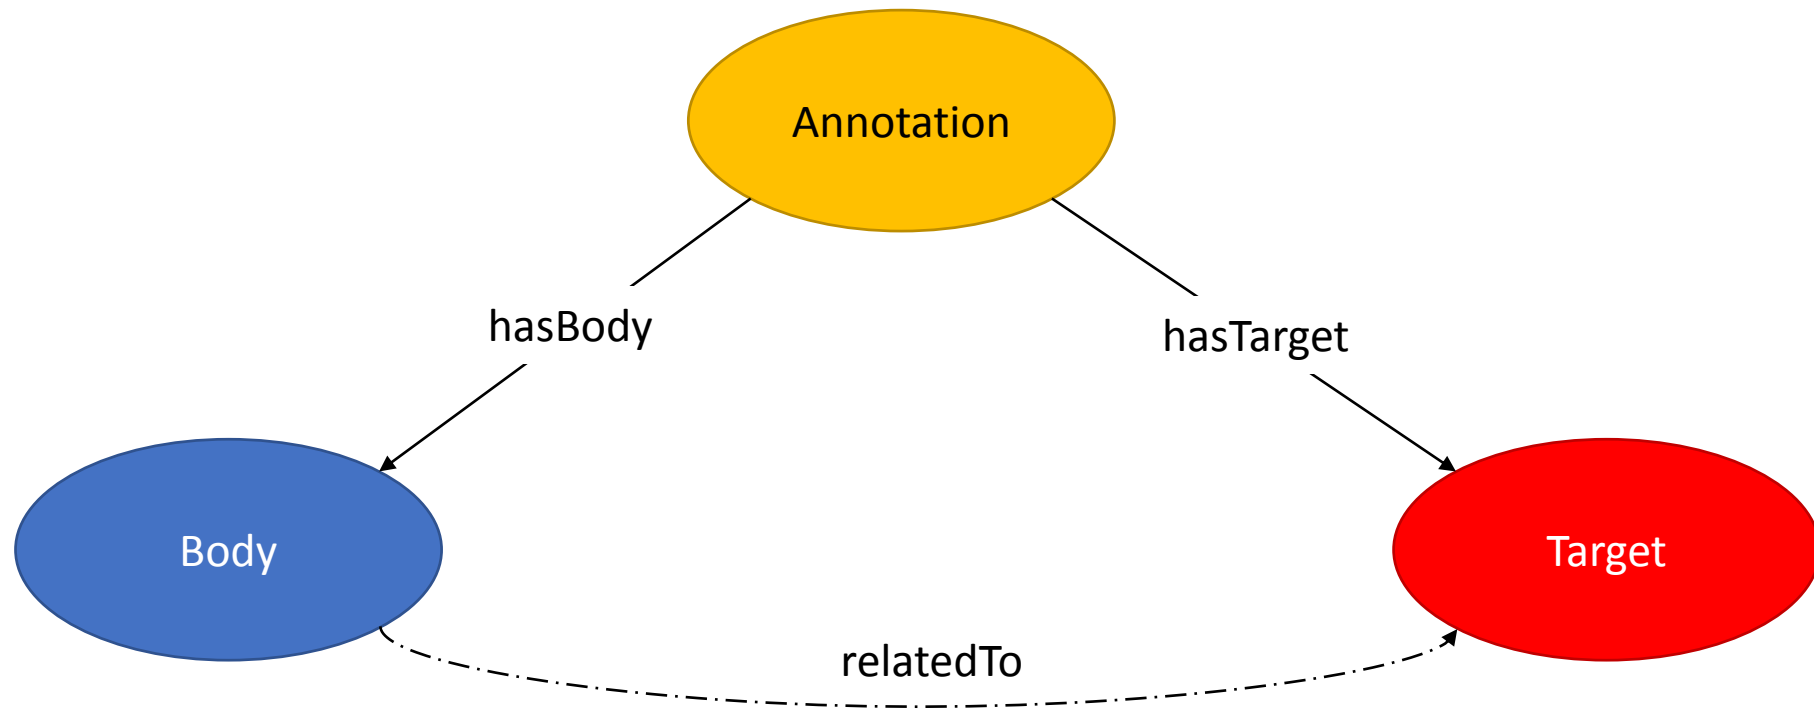 Annotation
hasBody
hasTarget
Body
Target
relatedTo